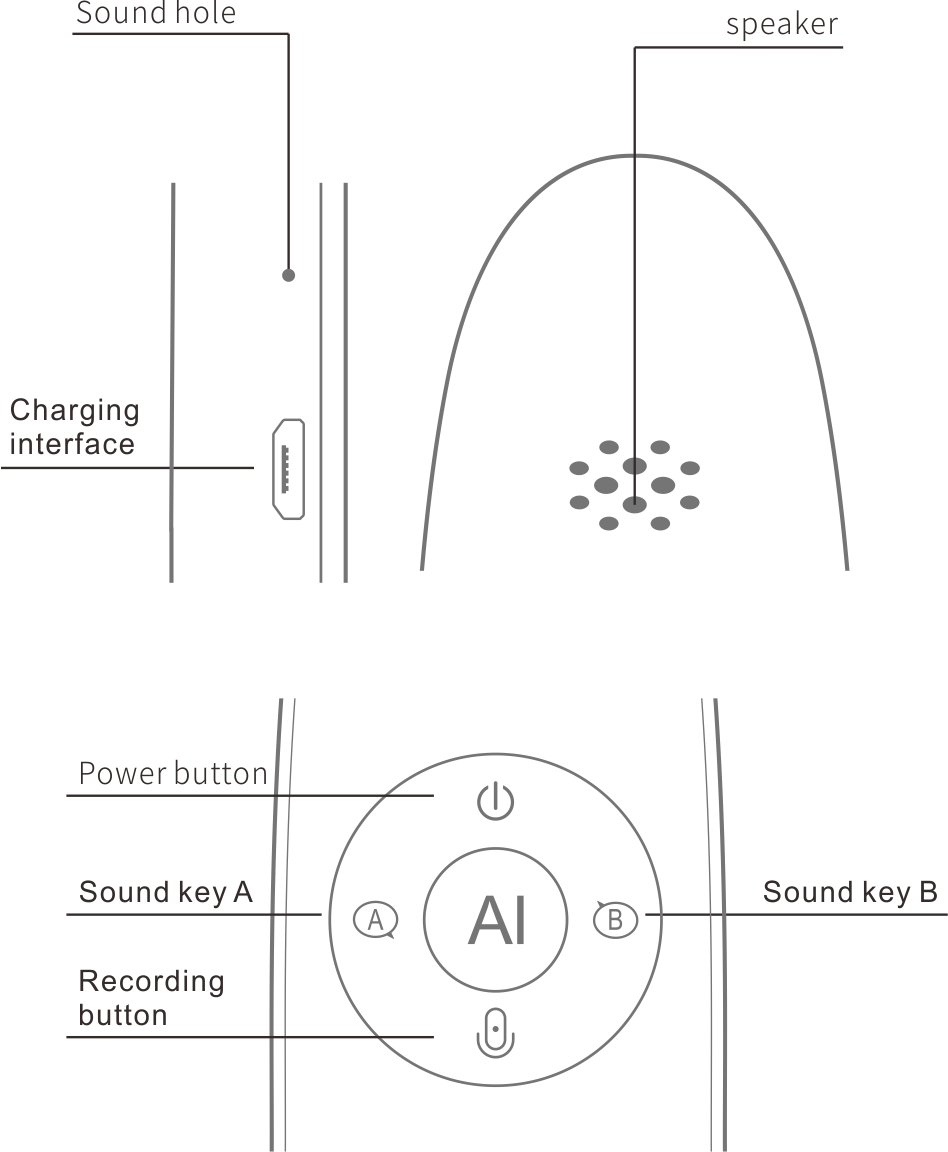 Sound hole
speaker
Charging
interface
Power button
Sound key A
Sound key B
A
AI
B
Recording
button